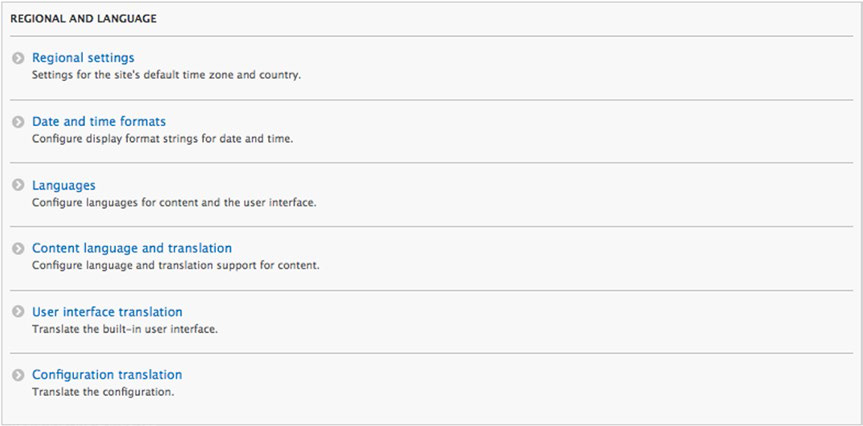 REGIONAL AND LANGUAGE
Regional settings
Settings for the site's default time zone and country.
Date and time formats
Configure display format strings for date and time.
Languages
Configure languages for content and the user interface.
Content language and translation
Configure language and translation support for content.
User interface translation
Translate the built-in user interface.
Configuration translation
Translate the configuration.